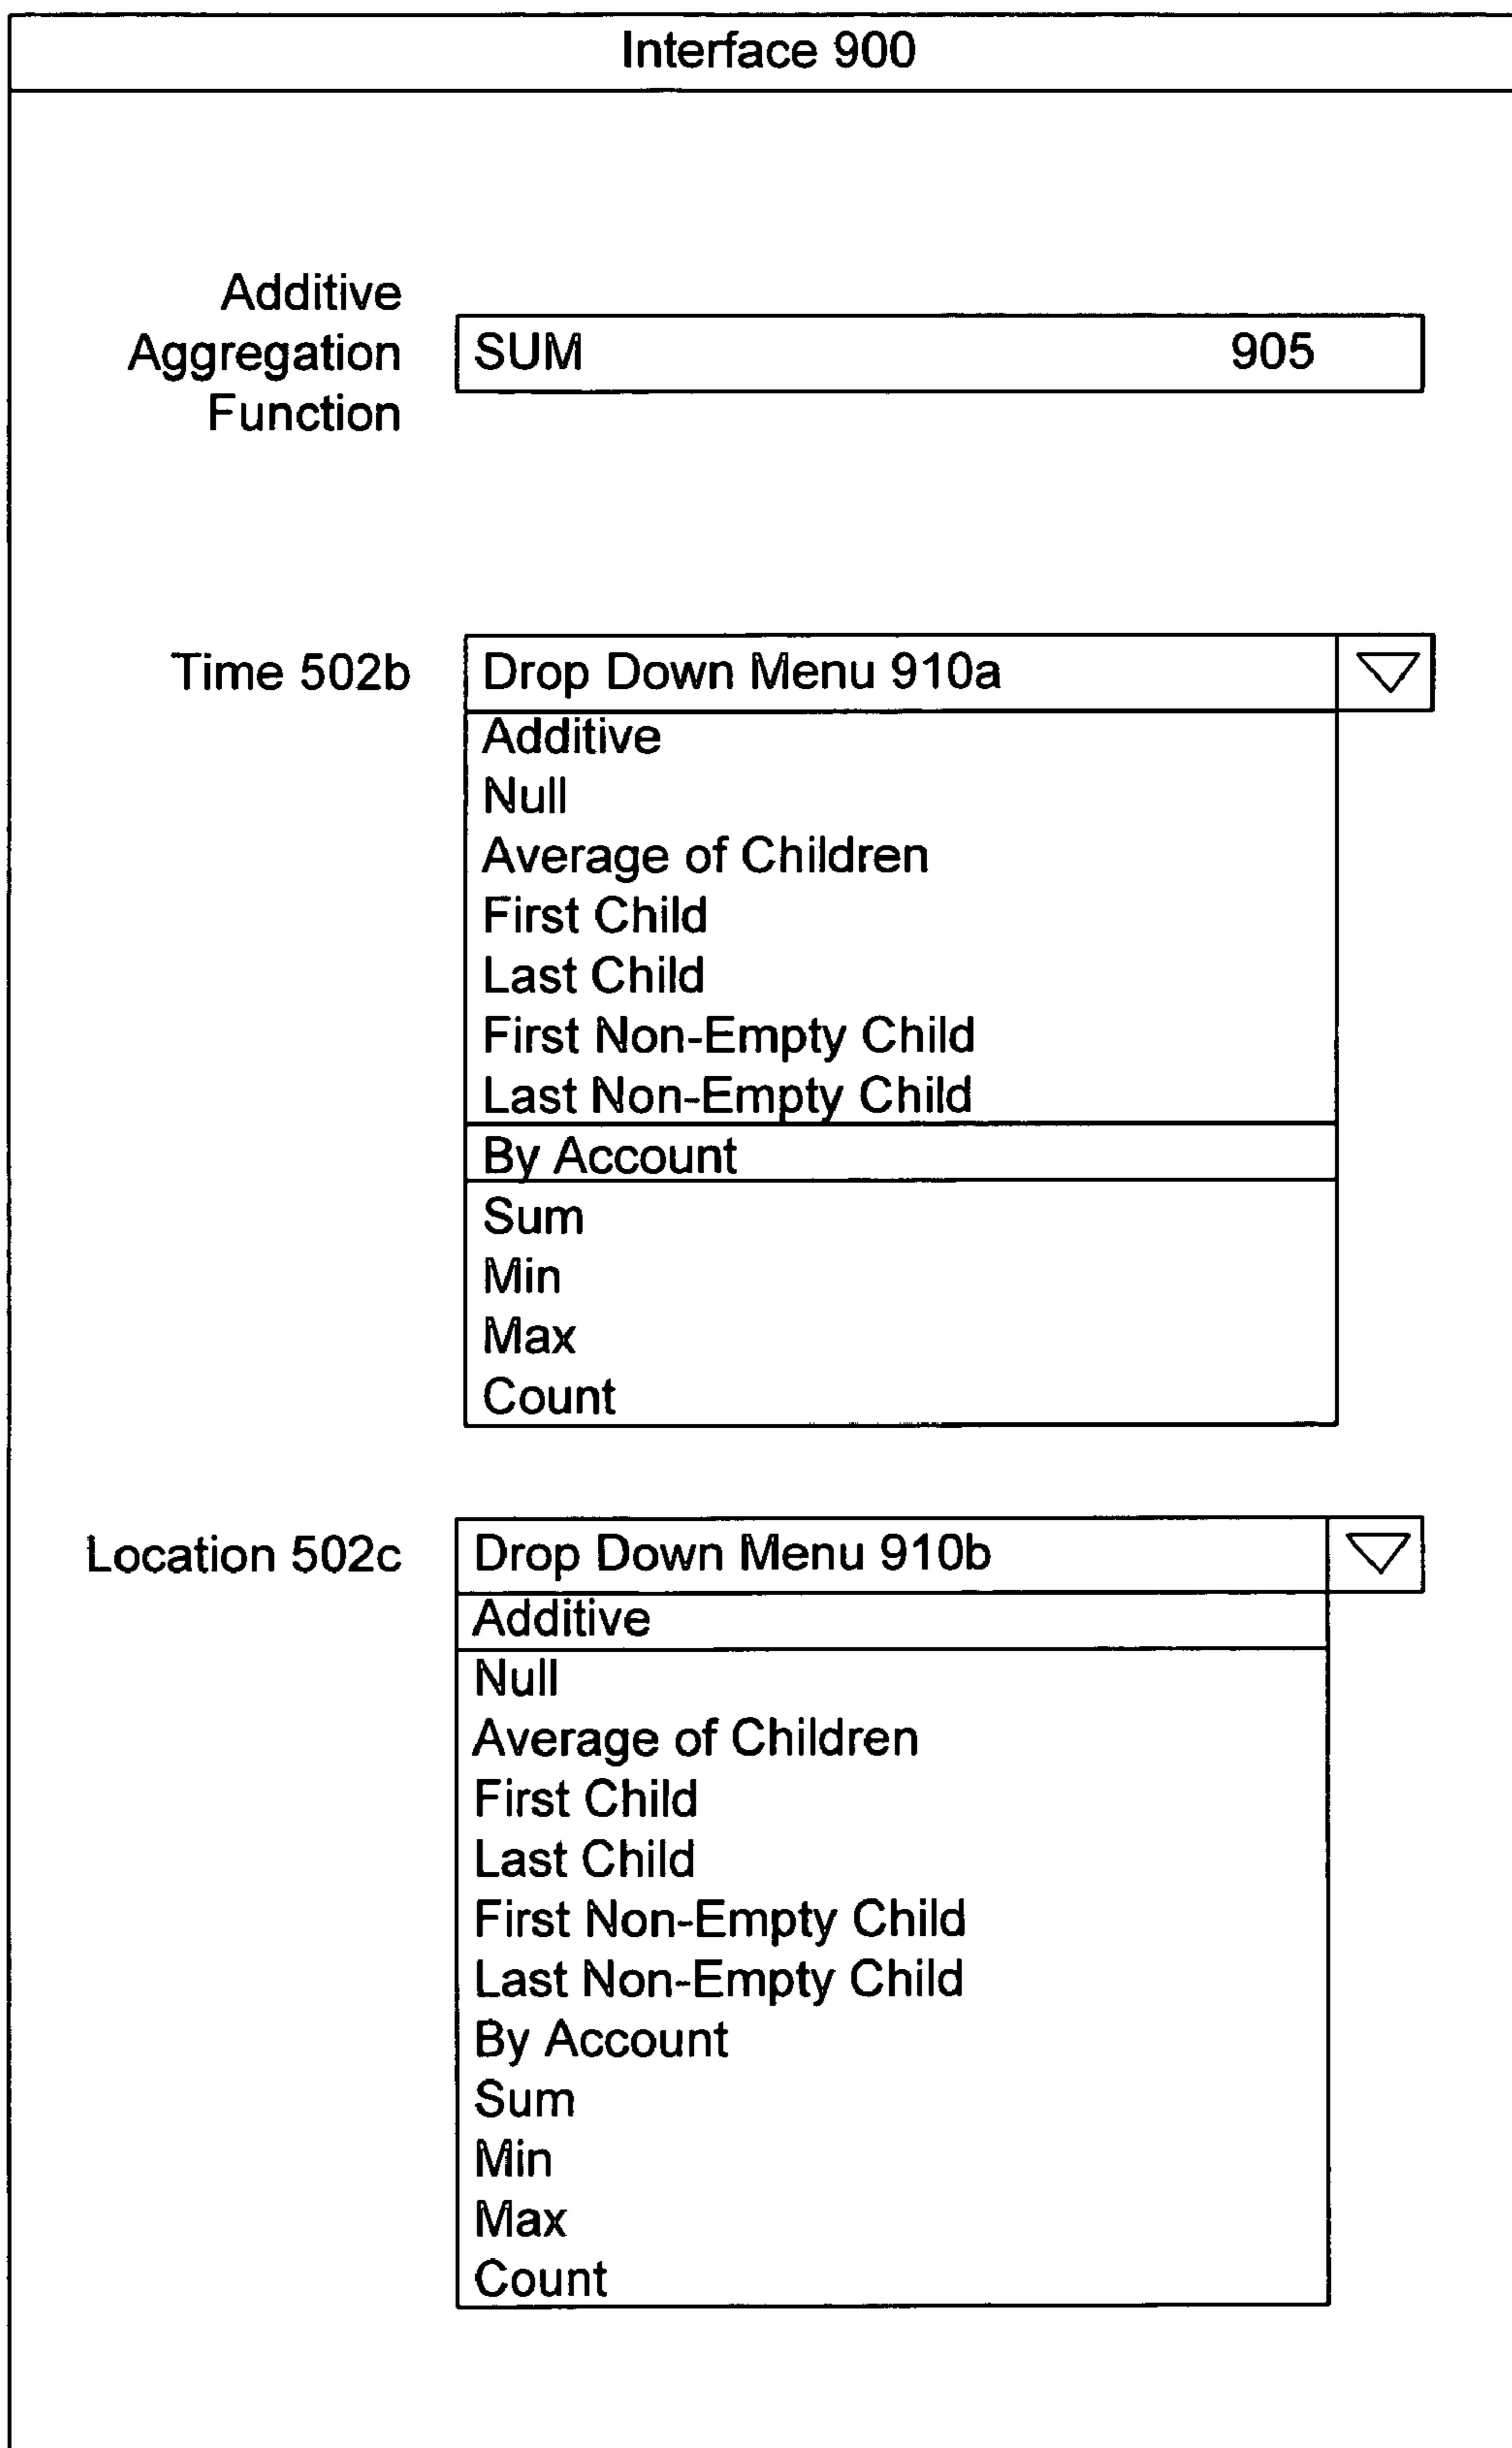 Interface 900
Additive
Aggregation
Function
SUM 905
Time 502b
Drop Down Menu 910a
Additive
Null
Average of Children
First Child
Last Child
First Non-Empty Child
Last Non-Empty Child
By Account
Sum
Min
Max
Count
Location 502c
Drop Down Menu 910b
Additive
Null
Average of Children
First Child
Last Child
First Non-Empty Child
Last Non-Empty Child
By Account
Sum
Min
Max
Count